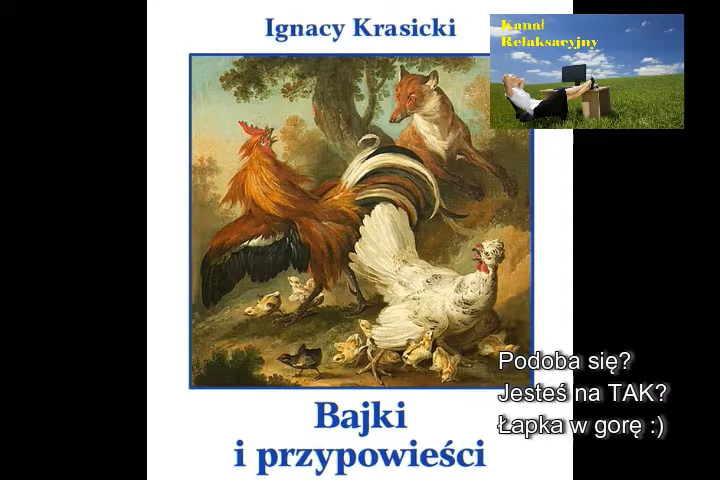 Ignacy Krasicki
Kanał
Relaksacyjny
Podoba się?
Jesteś na TAK?
Łapka w gorę :)
Bajki
i przypowieści